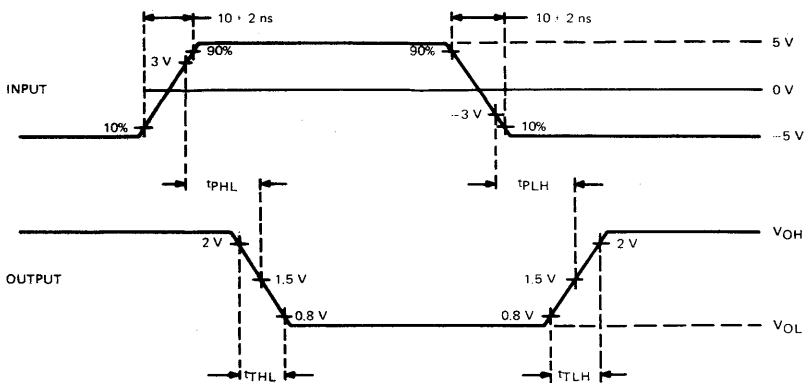 10 ± 2 ns
10 ± 2 ns
5 V
90%
90%
3 V
INPUT
0 V
−3 V
10%
10%
−5 V
tPHL
tPLH
VOH
2 V
2 V
OUTPUT
1.5 V
1.5 V
0.8 V
0.8 V
VOL
tTHL
tTLH